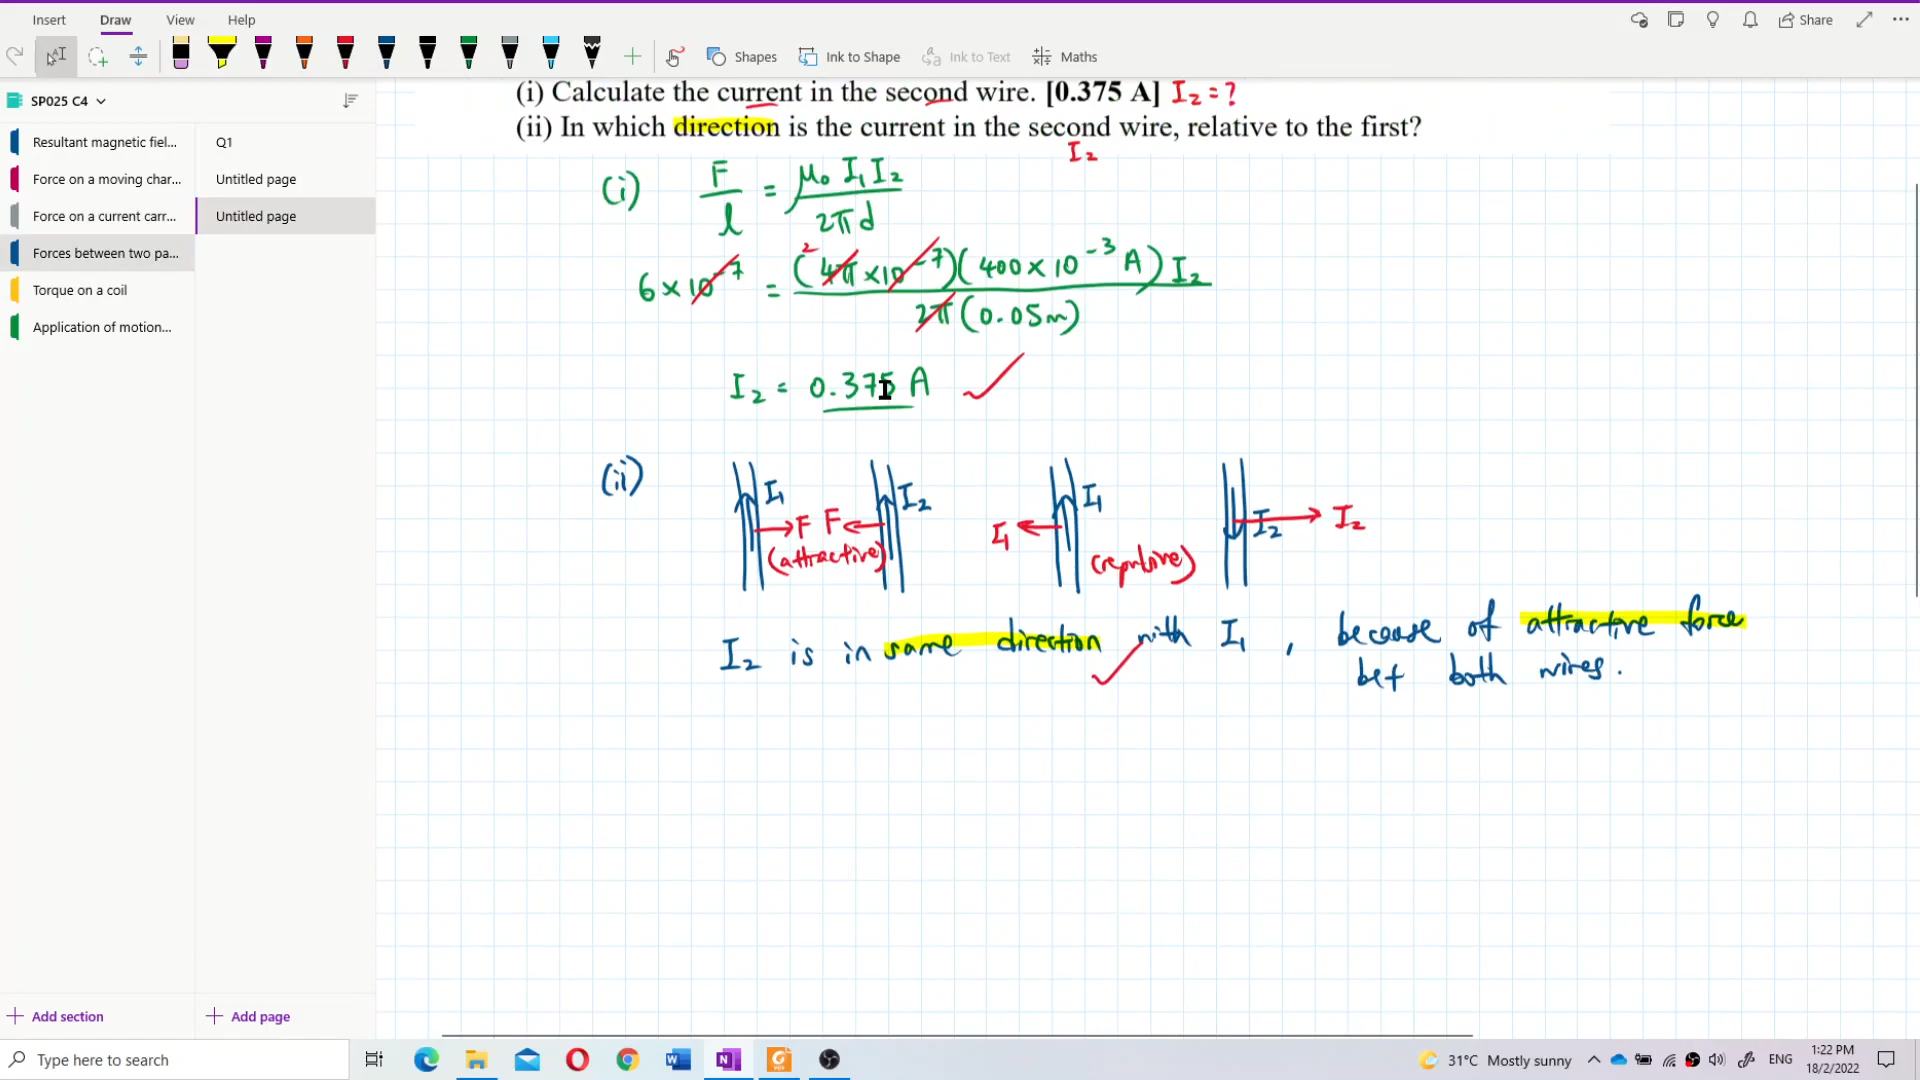 Insert Draw View Help Share
Shapes Ink to Shape Ink to Text Maths
SP025 C4
Resultant magnetic fiel...
Force on a moving char...
Force on a current carr...
Forces between two pa...
Torque on a coil
Application of motion...
Q1
Untitled page
Untitled page
(i) Calculate the current in the second wire. [0.375 A] I₂ = ?
(ii) In which direction is the current in the second wire, relative to the first?
I₂
(i) F/l = μ₀ I₁ I₂ / 2π d
6 × 10⁻⁷ = (4π × 10⁻⁷)(400 × 10⁻³ A) I₂ / 2π (0.05m)
2
I₂ = 0.375 A ✓
(ii) I₁ I₂ I₁ I₂
F F I₁ I₂
(attractive) (repulsive)
I₂ is in same direction with I₁ , because of attractive force
bet both wires.
Add section Add page
Type here to search
31°C Mostly sunny ENG 1:22 PM
18/2/2022